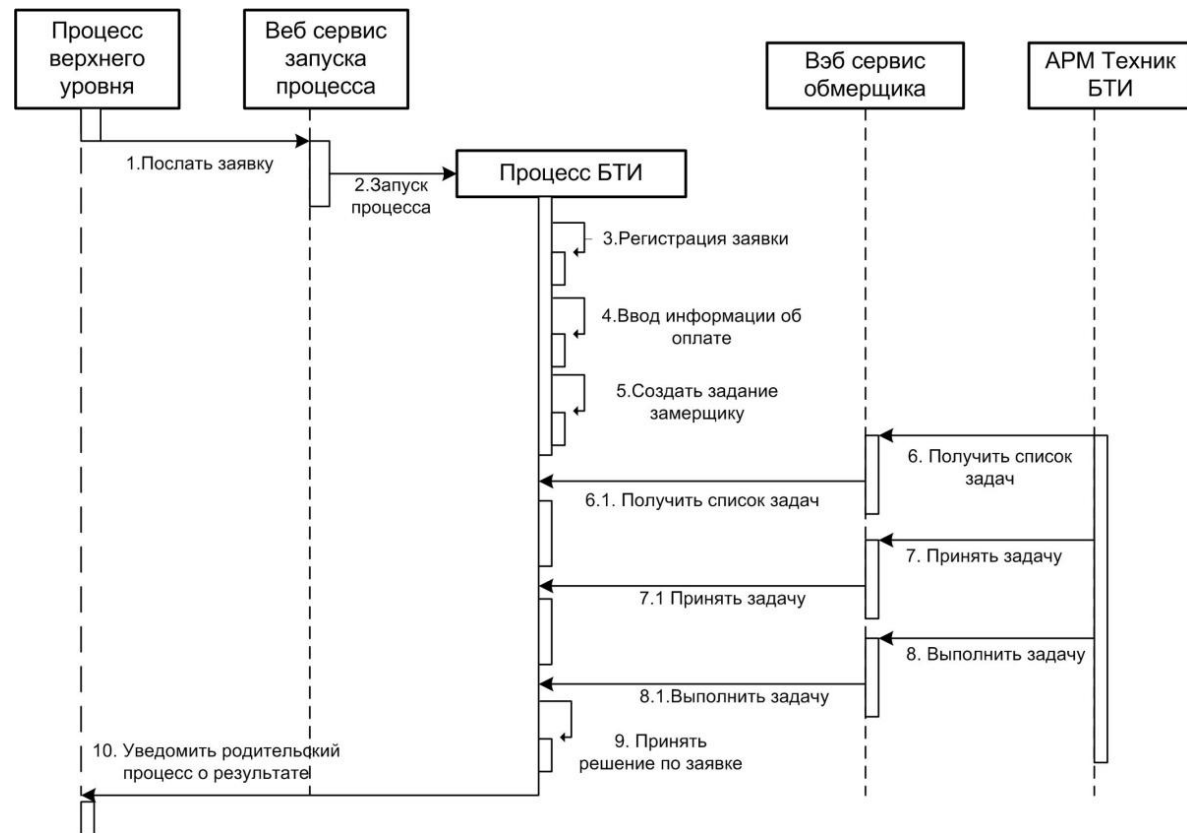 Процесс
верхнего
уровня
Веб сервис
запуска
процесса
Вэб сервис
обмерщика
АРМ Техник
БТИ
1.Послать заявку
2.Запуск
процесса
Процесс БТИ
3.Регистрация заявки
4.Ввод информации об
оплате
5.Создать задание
замерщику
6. Получить список
задач
6.1. Получить список задач
7. Принять задачу
7.1 Принять задачу
8. Выполнить задачу
8.1.Выполнить задачу
9. Принять
решение по заявке
10. Уведомить родительский
процесс о результате